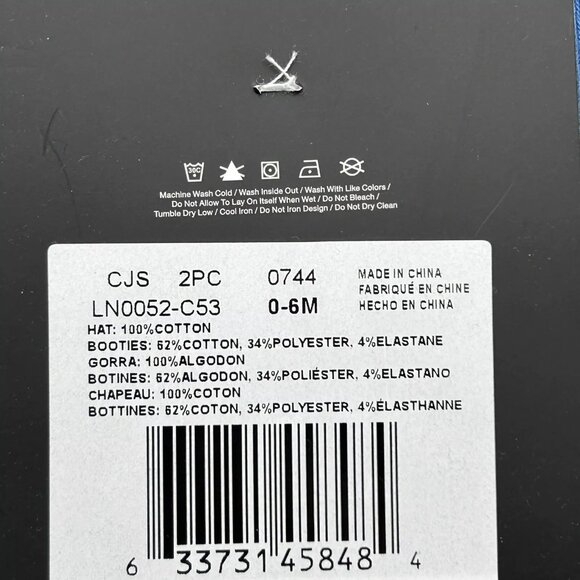 30C
Machine Wash Cold / Wash Inside Out / Wash With Like Colors /
Do Not Allow To Lay On Itself When Wet / Do Not Bleach /
Tumble Dry Low / Cool Iron / Do Not Iron Design / Do Not Dry Clean
CJS 2PC 0744 MADE IN CHINA
FABRIQUÉ EN CHINE
LN0052-C53 0-6M HECHO EN CHINA
HAT: 100%COTTON
BOOTIES: 62%COTTON, 34%POLYESTER, 4%ELASTANE
GORRA: 100%ALGODON
BOTINES: 62%ALGODON, 34%POLIÉSTER, 4%ELASTANO
CHAPEAU: 100%COTON
BOTTINES: 62%COTON, 34%POLYESTER, 4%ÉLASTHANNE
6 33731 45848 4